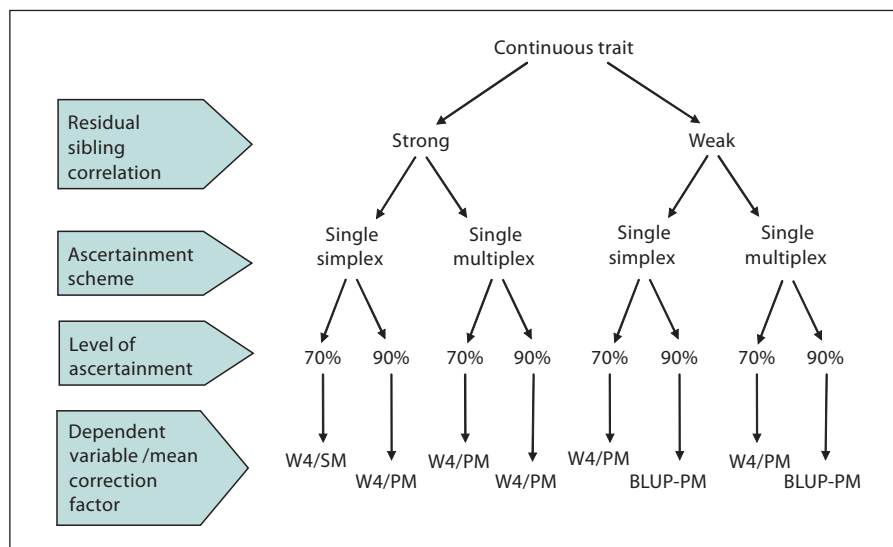 Continuous trait
Residual
sibling
correlation
Strong
Weak
Ascertainment
scheme
Single
simplex
Single
multiplex
Single
simplex
Single
multiplex
Level of
ascertainment
70%
90%
70%
90%
70%
90%
70%
90%
Dependent
variable /mean
correction
factor
W4/SM
W4/PM
W4/PM
W4/PM
W4/PM
BLUP-PM
W4/PM
BLUP-PM